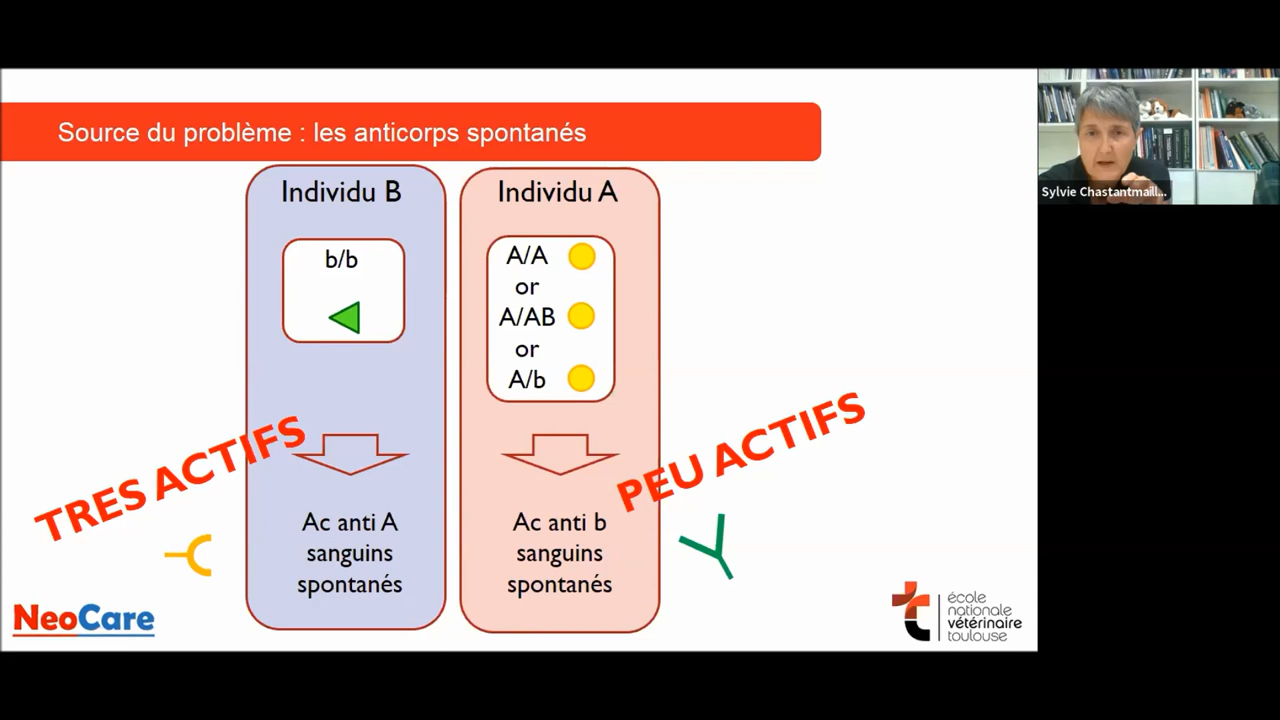 Source du problème : les anticorps spontanés
Individu B
b/b
TRES ACTIFS
Ac anti A
sanguins
spontanés
Individu A
A/A
or
A/AB
or
A/b
PEU ACTIFS
Ac anti b
sanguins
spontanés
NeoCare
école
nationale
vétérinaire
toulouse
Sylvie Chastantmaill...